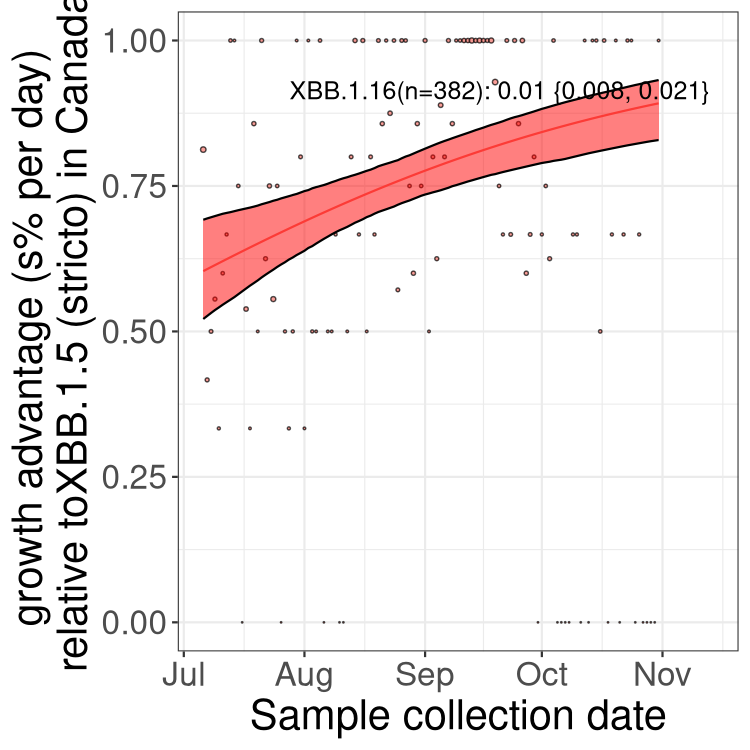 growth advantage (s% per day)
relative toXBB.1.5 (stricto) in Canada
1.00
0.75
0.50
0.25
0.00
XBB.1.16(n=382): 0.01 {0.008, 0.021}
Jul Aug Sep Oct Nov
Sample collection date